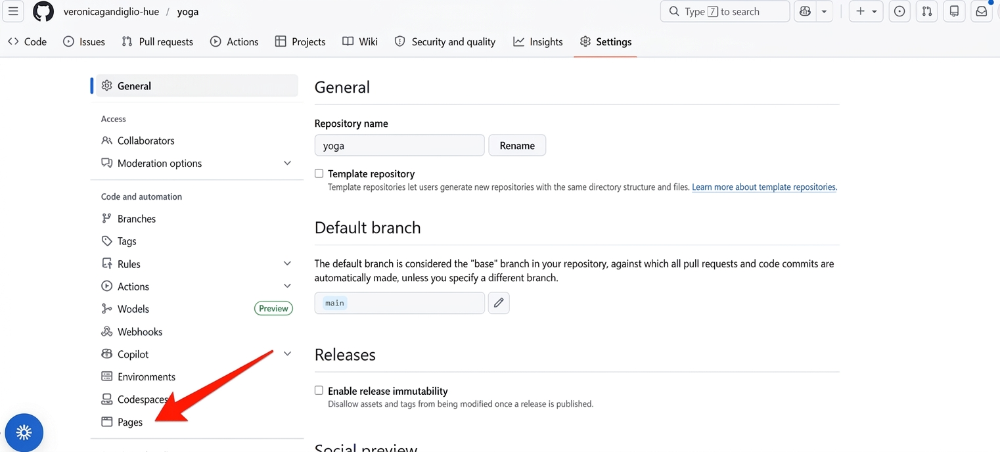 veronicagandiglio-hue / yoga
Type 7 to search
Code Issues Pull requests Actions Projects Wiki Security and quality Insights Settings
General
Access
Collaborators
Moderation options
Code and automation
Branches
Tags
Rules
Actions
Wodels Preview
Webhooks
Copilot
Environments
Codespaces
Pages
General
Repository name
yoga Rename
Template repository
Template repositories let users generate new repositories with the same directory structure and files. Learn more about template repositories.
Default branch
The default branch is considered the "base" branch in your repository, against which all pull requests and code commits are
automatically made, unless you specify a different branch.
main
Releases
Enable release immutability
Disallow assets and tags from being modified once a release is published.
Social preview